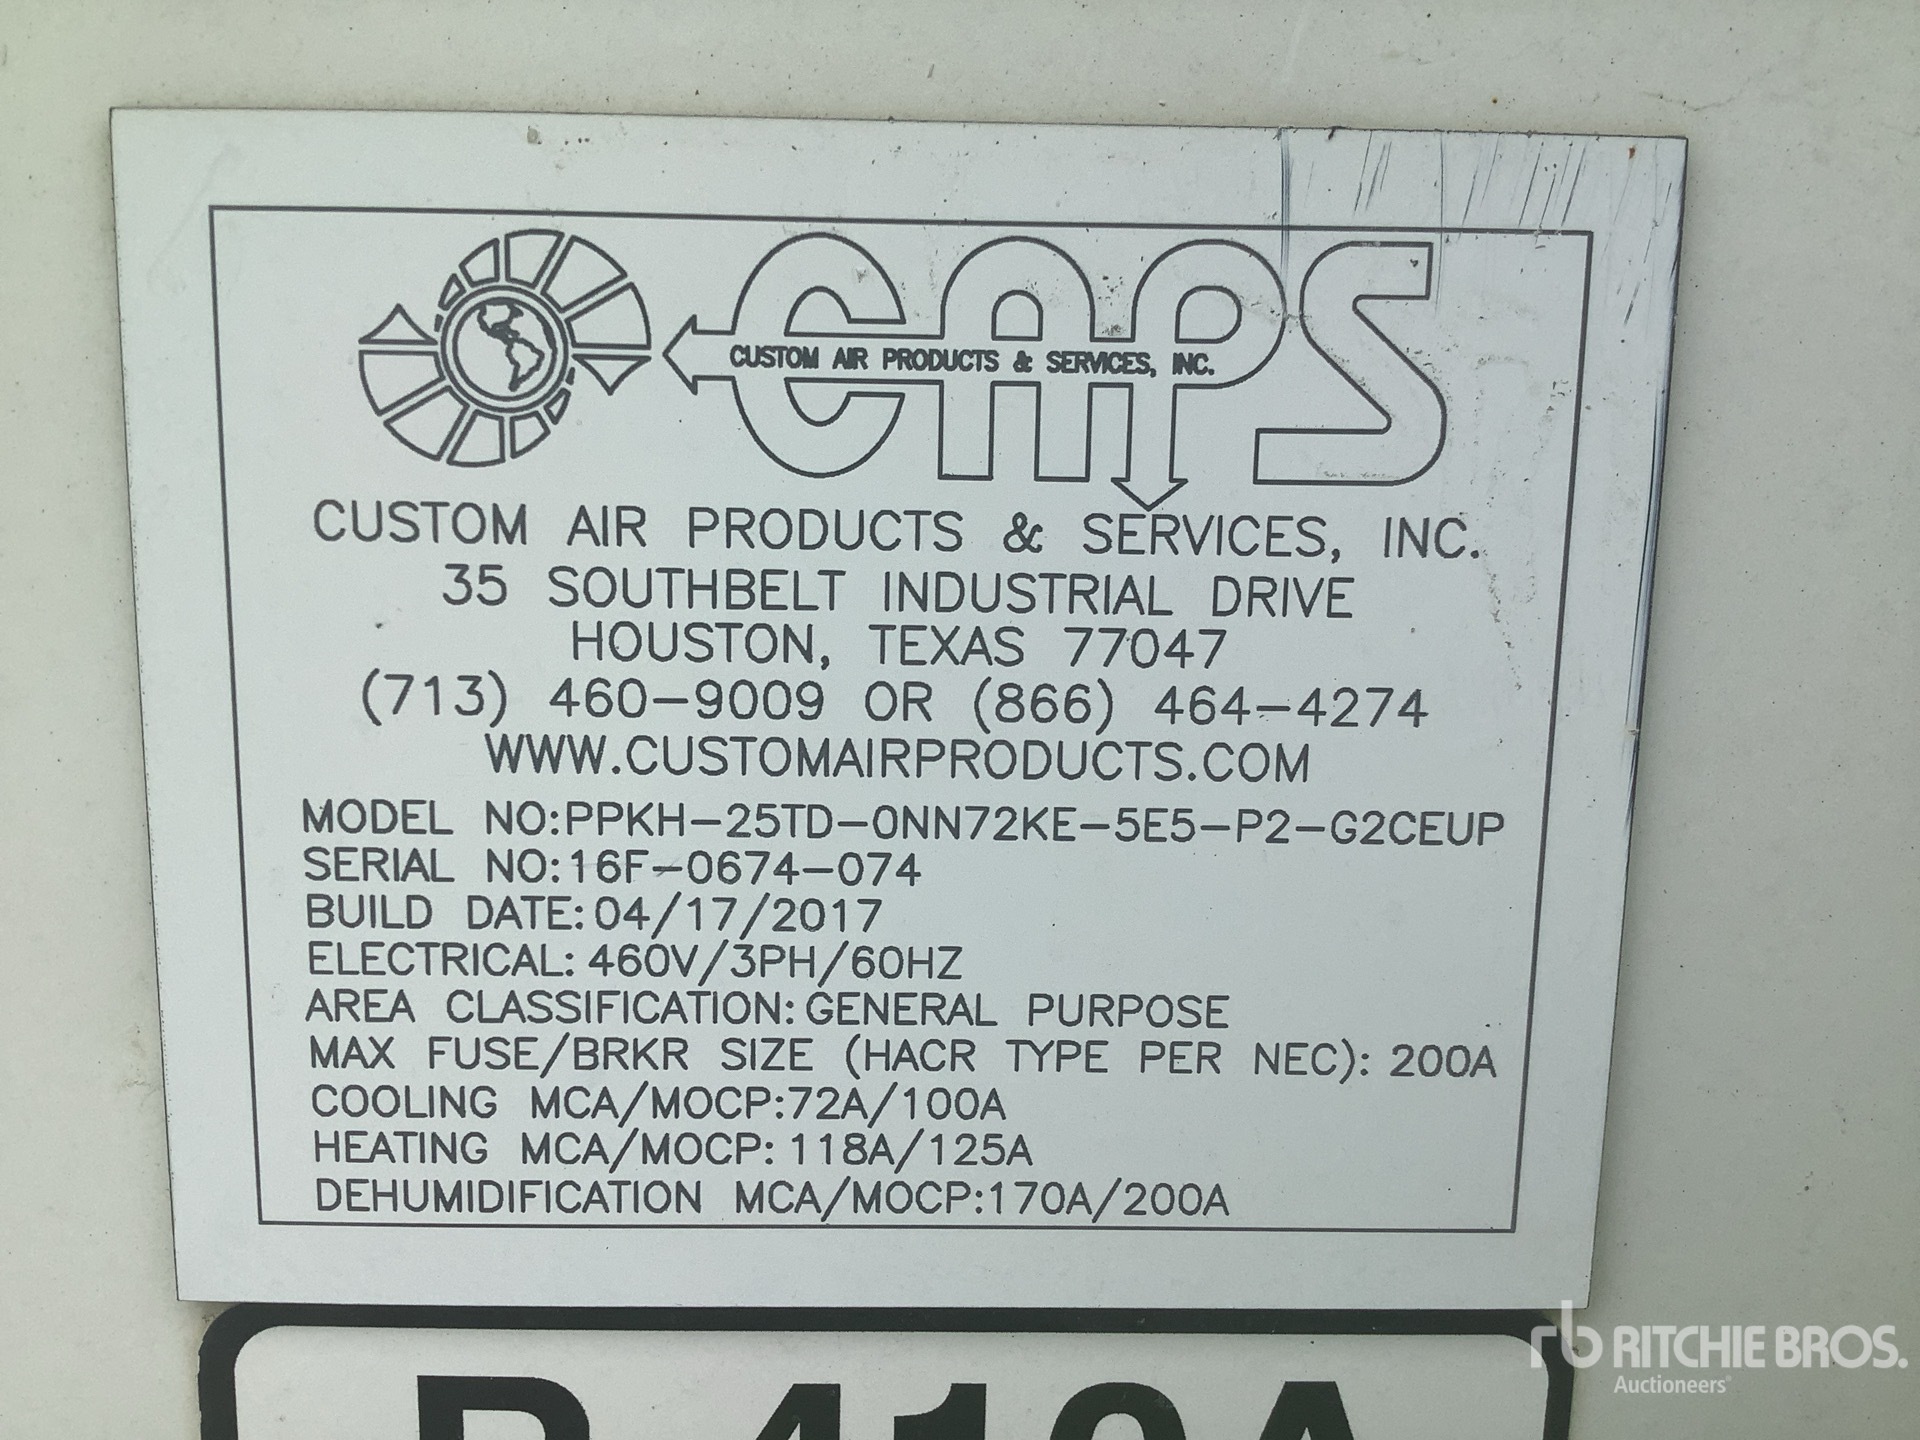 CAPS
CUSTOM AIR PRODUCTS & SERVICES, INC.
CUSTOM AIR PRODUCTS & SERVICES, INC.
35 SOUTHBELT INDUSTRIAL DRIVE
HOUSTON, TEXAS 77047
(713) 460-9009 OR (866) 464-4274
WWW.CUSTOMAIRPRODUCTS.COM
MODEL NO:PPKH-25TD-0NN72KE-5E5-P2-G2CEUP
SERIAL NO:16F-0674-074
BUILD DATE:04/17/2017
ELECTRICAL:460V/3PH/60HZ
AREA CLASSIFICATION:GENERAL PURPOSE
MAX FUSE/BRKR SIZE (HACR TYPE PER NEC): 200A
COOLING MCA/MOCP:72A/100A
HEATING MCA/MOCP:118A/125A
DEHUMIDIFICATION MCA/MOCP:170A/200A
R-410A
rb RITCHIE BROS.
Auctioneers